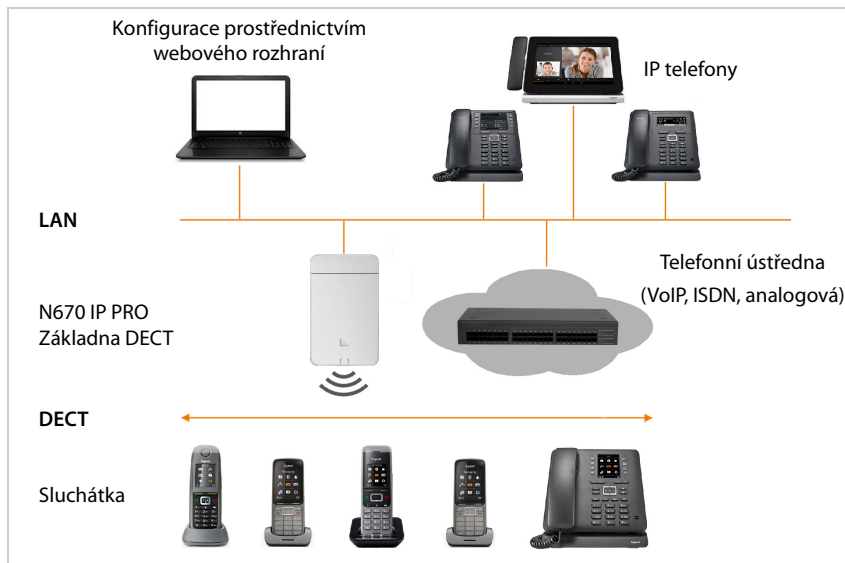 Konfigurace prostřednictvím
webového rozhraní
IP telefony
LAN
Telefonní ústředna
(VoIP, ISDN, analogová)
N670 IP PRO
Základna DECT
DECT
Sluchátka